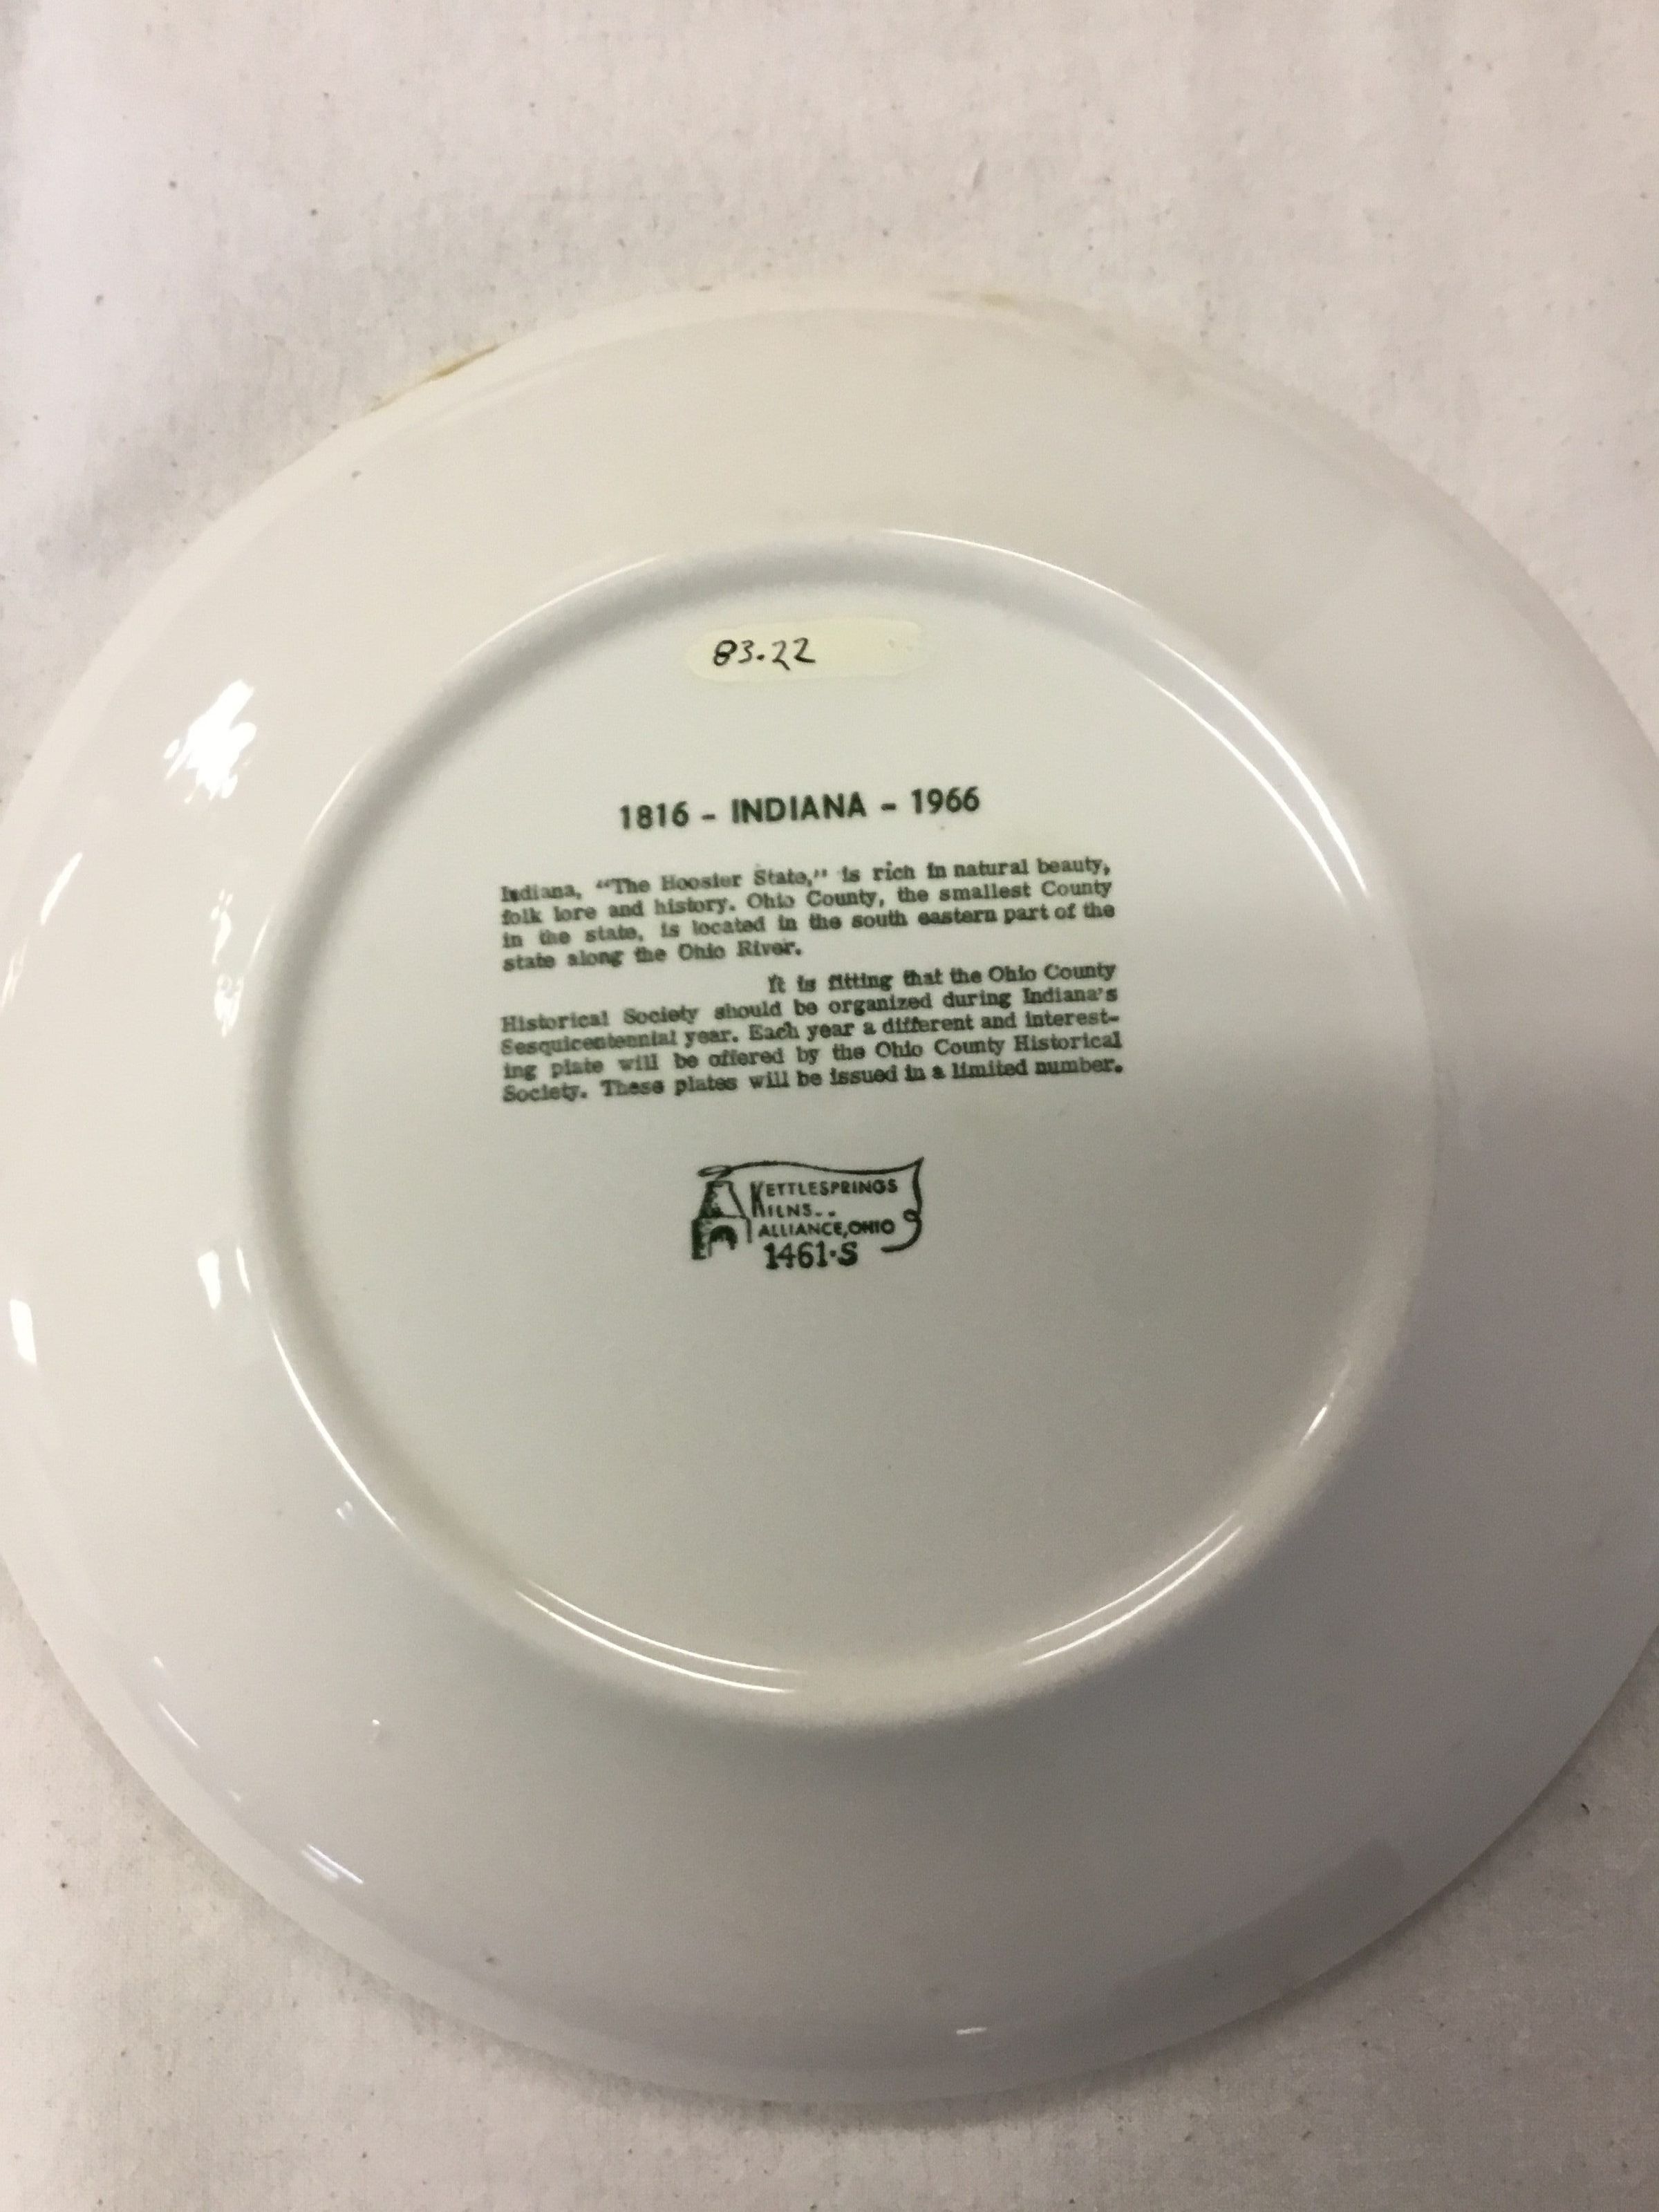 83.22
1816 - INDIANA - 1966
Indiana, "The Hoosier State," is rich in natural beauty,
folk lore and history. Ohio County, the smallest County
in the state, is located in the south eastern part of the
state along the Ohio River.
It is fitting that the Ohio County
Historical Society should be organized during Indiana's
Sesquicentennial year. Each year a different and interest-
ing plate will be offered by the Ohio County Historical
Society. These plates will be issued in a limited number.
KETTLESPRINGS
KILNS..
ALLIANCE, OHIO
1461·S